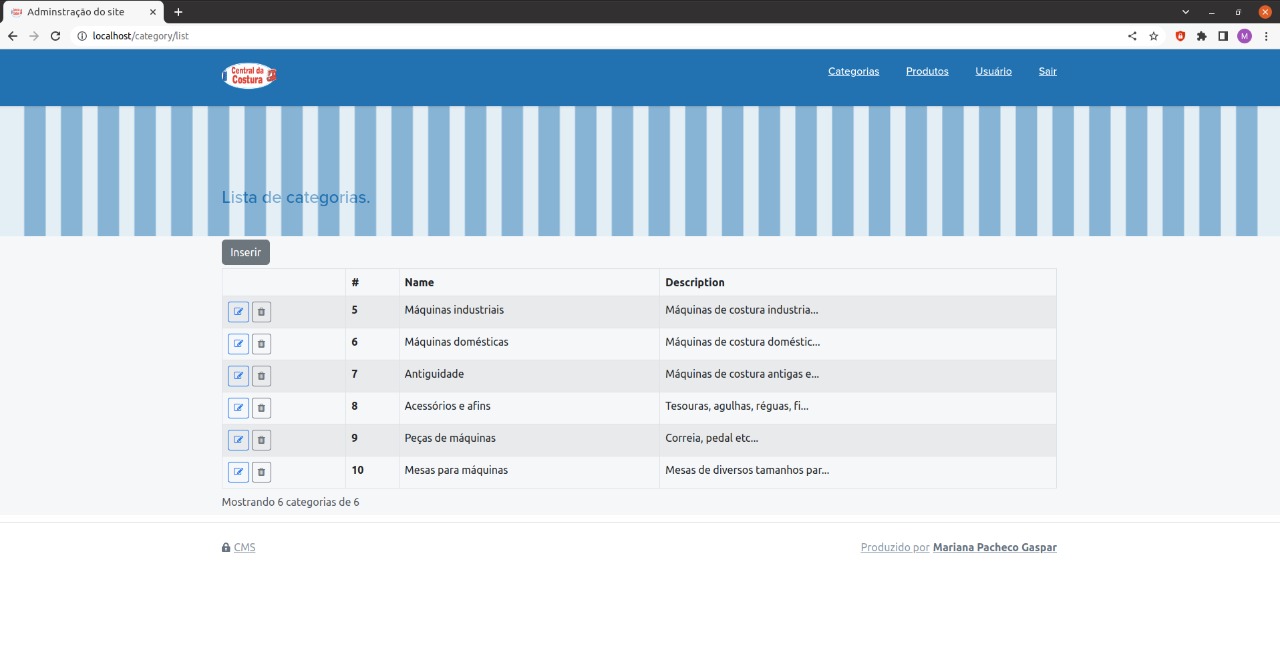 Adminstração do site
localhost/category/list
M
Central da
Costura
Categorias Produtos Usuário Sair
Lista de categorias.
Inserir
# Name Description
5 Máquinas industriais Máquinas de costura industria...
6 Máquinas domésticas Máquinas de costura doméstic...
7 Antiguidade Máquinas de costura antigas e...
8 Acessórios e afins Tesouras, agulhas, réguas, fi...
9 Peças de máquinas Correia, pedal etc...
10 Mesas para máquinas Mesas de diversos tamanhos par...
Mostrando 6 categorias de 6
CMS Produzido por Mariana Pacheco Gaspar